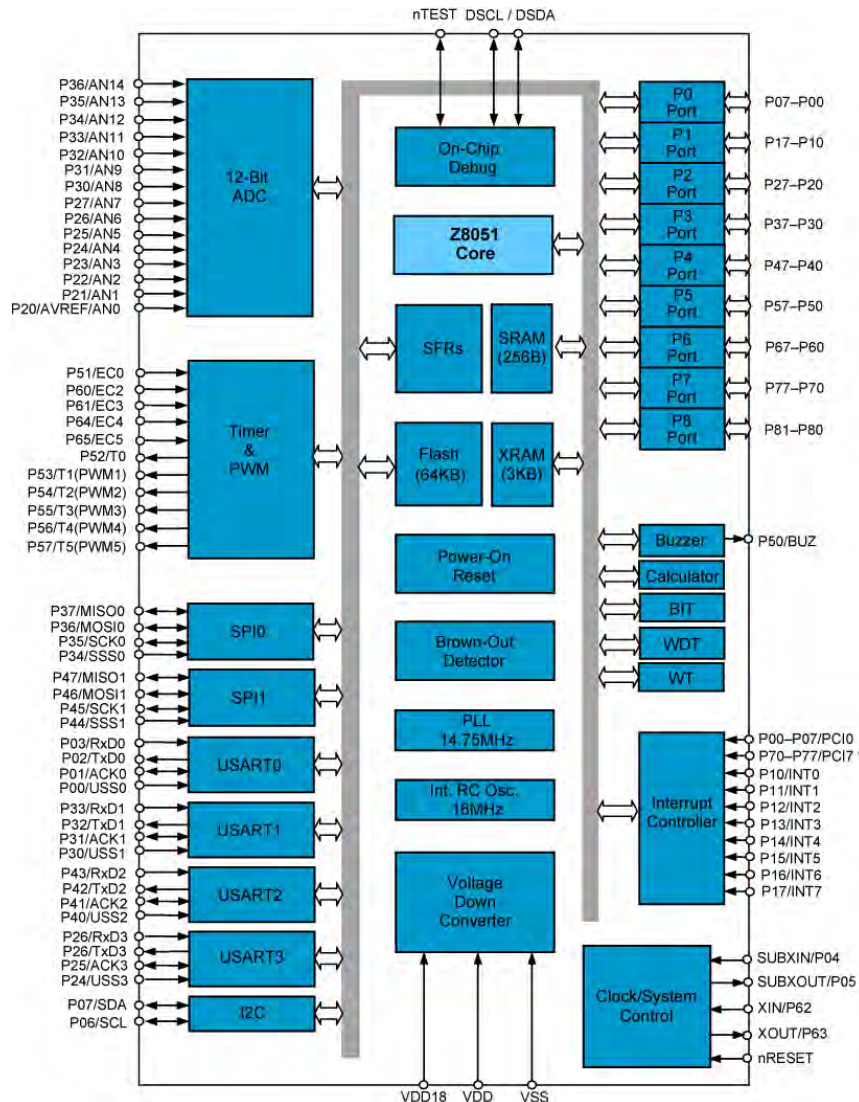 nTEST DSCL / DSDA
P36/AN14
P35/AN13
P34/AN12
P33/AN11
P32/AN10
P31/AN9
P30/AN8
P27/AN7
P26/AN6
P25/AN5
P24/AN4
P23/AN3
P22/AN2
P21/AN1
P20/AVREF/AN0
12-Bit
ADC
P51/EC0
P60/EC2
P61/EC3
P64/EC4
P65/EC5
P52/T0
P53/T1(PWM1)
P54/T2(PWM2)
P55/T3(PWM3)
P56/T4(PWM4)
P57/T5(PWM5)
Timer
&
PWM
P37/MISO0
P36/MOSI0
P35/SCK0
P34/SSS0
SPI0
P47/MISO1
P46/MOSI1
P45/SCK1
P44/SSS1
SPI1
P03/RxD0
P02/TxD0
P01/ACK0
P00/USS0
USART0
P33/RxD1
P32/TxD1
P31/ACK1
P30/USS1
USART1
P43/RxD2
P42/TxD2
P41/ACK2
P40/USS2
USART2
P26/RxD3
P26/TxD3
P25/ACK3
P24/USS3
USART3
P07/SDA
P06/SCL
I2C
On-Chip
Debug
Z8051
Core
SFRs
SRAM
(256B)
Flash
(64KB)
XRAM
(3KB)
Power-On
Reset
Brown-Out
Detector
PLL
14.75MHz
Int. RC Osc.
16MHz
Voltage
Down
Converter
VDD18 VDD VSS
P0
Port
P07–P00
P1
Port
P17–P10
P2
Port
P27–P20
P3
Port
P37–P30
P4
Port
P47–P40
P5
Port
P57–P50
P6
Port
P67–P60
P7
Port
P77–P70
P8
Port
P81–P80
Buzzer
P50/BUZ
Calculator
BIT
WDT
WT
Interrupt
Controller
P00–P07/PCI0
P70–P77/PCI7
P10/INT0
P11/INT1
P12/INT2
P13/INT3
P14/INT4
P15/INT5
P16/INT6
P17/INT7
Clock/System
Control
SUBXIN/P04
SUBXOUT/P05
XIN/P62
XOUT/P63
nRESET